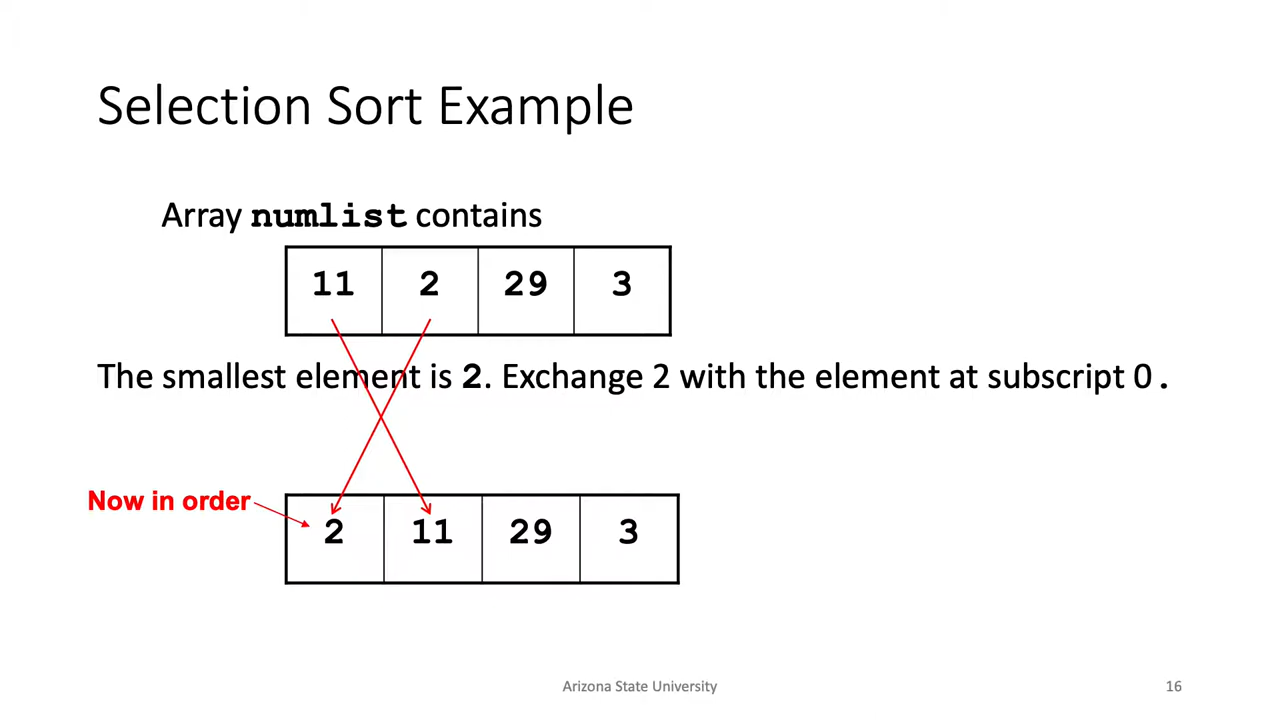 Selection Sort Example
Array numlist contains
11 2 29 3
The smallest element is 2. Exchange 2 with the element at subscript 0.
Now in order
2 11 29 3
Arizona State University
16